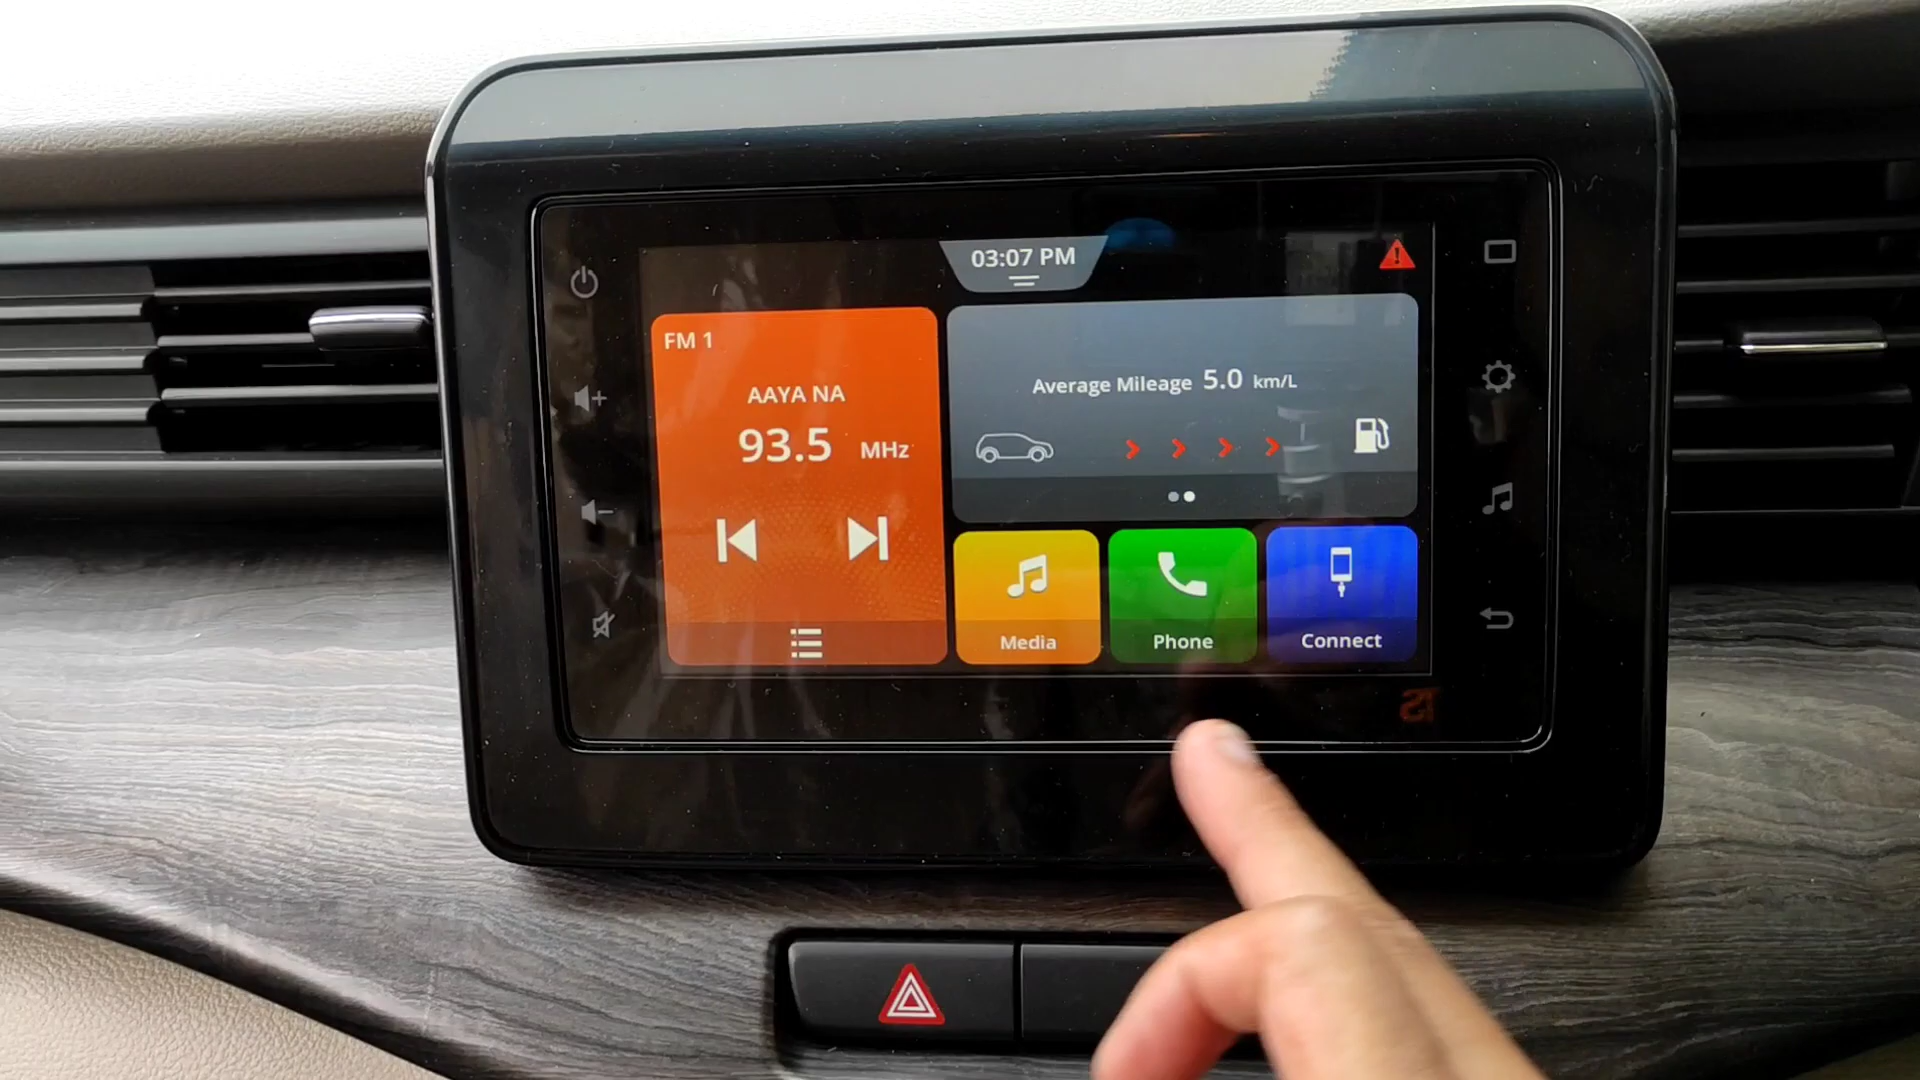 03:07 PM
FM 1
AAYA NA
93.5 MHz
Average Mileage 5.0 km/L
Media
Phone
Connect